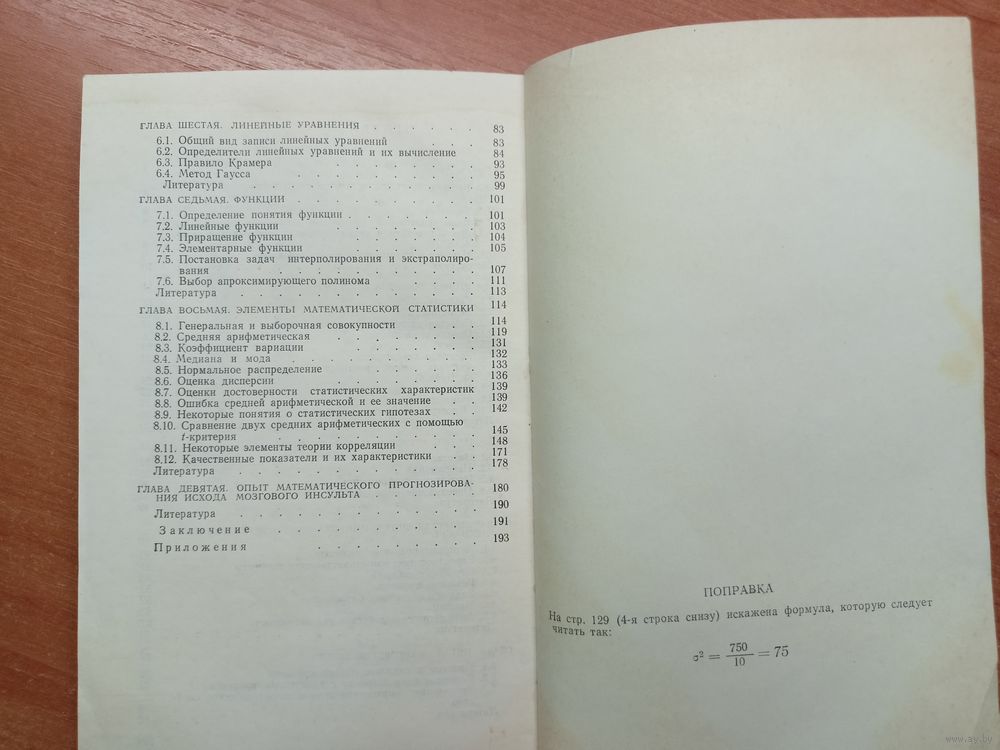 ГЛАВА ШЕСТАЯ. ЛИНЕЙНЫЕ УРАВНЕНИЯ . . . . . . 83
6.1. Общий вид записи линейных уравнений . . . 83
6.2. Определители линейных уравнений и их вычисление 84
6.3. Правило Крамера . . . . . . . 93
6.4. Метод Гаусса . . . . . . . . 95
Литература . . . . . . . . . 99
ГЛАВА СЕДЬМАЯ. ФУНКЦИИ . . . . . . . . . 101
7.1. Определение понятия функции . . . . . . 101
7.2. Линейные функции . . . . . . . 103
7.3. Приращение функции . . . . . . 104
7.4. Элементарные функции . . . . . . 105
7.5. Постановка задач интерполирования и экстраполиро-
вания . . . . . . . . . . 107
7.6. Выбор апроксимирующего полинома . . . . 111
Литература . . . . . . . . . . 113
ГЛАВА ВОСЬМАЯ. ЭЛЕМЕНТЫ МАТЕМАТИЧЕСКОЙ СТАТИСТИКИ 114
8.1. Генеральная и выборочная совокупности . . . 114
8.2. Средняя арифметическая . . . . . . 119
8.3. Коэффициент вариации . . . . . . . 131
8.4. Медиана и мода . . . . . . . . 132
8.5. Нормальное распределение . . . . . . 133
8.6. Оценка дисперсии . . . . . . . 136
8.7. Оценки достоверности статистических характеристик 139
8.8. Ошибка средней арифметической и ее значение . . 139
8.9. Некоторые понятия о статистических гипотезах . . 142
8.10. Сравнение двух средних арифметических с помощью
t-критерия . . . . . . . . 145
8.11. Некоторые элементы теории корреляции . . . 148
8.12. Качественные показатели и их характеристики . . 171
Литература . . . . . . . . . . 178
ГЛАВА ДЕВЯТАЯ. ОПЫТ МАТЕМАТИЧЕСКОГО ПРОГНОЗИРОВА-
НИЯ ИСХОДА МОЗГОВОГО ИНСУЛЬТА . . . . . . 180
Литература . . . . . . . . . . 190
Заключение . . . . . . . . 191
Приложения . . . . . . . 193
ПОПРАВКА
На стр. 129 (4-я строка снизу) искажена формула, которую следует
читать так:
σ² = 750/10 = 75
www.ay.by